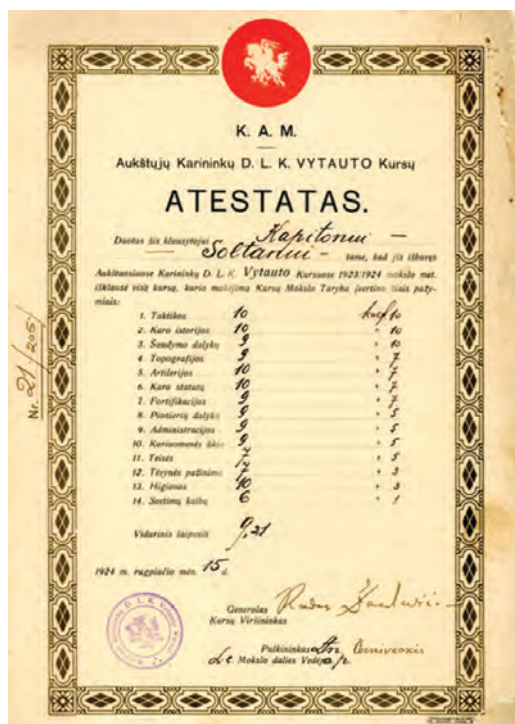 K. A. M.
Aukštųjų Karininkų D. L. K. VYTAUTO Kursų
ATESTATAS.
Duotas šis klausytojui Kapitonui —
Soltanui — tame, kad jis išbuvęs
Aukštuosiuose Karininkų D. L. K. Vytauto Kursuose 1923/1924 mokslo met.
išklausė visą kursą, kurio mokėjimą Kursų Mokslo Taryba įvertino šiais pažy-
miais:
1. Taktikos 10 koef. 10
2. Karo istorijos 10 " 10
3. Šaudymo dalykų 9 " 10
4. Topografijos 9 " 7
5. Artilerijos 10 " 7
6. Karo statutų 10 " 7
7. Fortifikacijos 9 " 7
8. Pionierių dalykų 9 " 5
9. Administracijos 9 " 5
10. Kariuomenės ūkio 9 " 5
11. Teisės 7 " 5
12. Tėvynės pažinimo " 3
13. Higienos 10 " 3
14. Svetimų kalbų 6 " 1
Vidurinis laipsnis 9,21
1924 m. rugpiučio mėn. 15 d.
Generolas
Kursų Viršininkas
Pulkininkas
Mokslo dalies Vedėjas
Nr. 21/205/